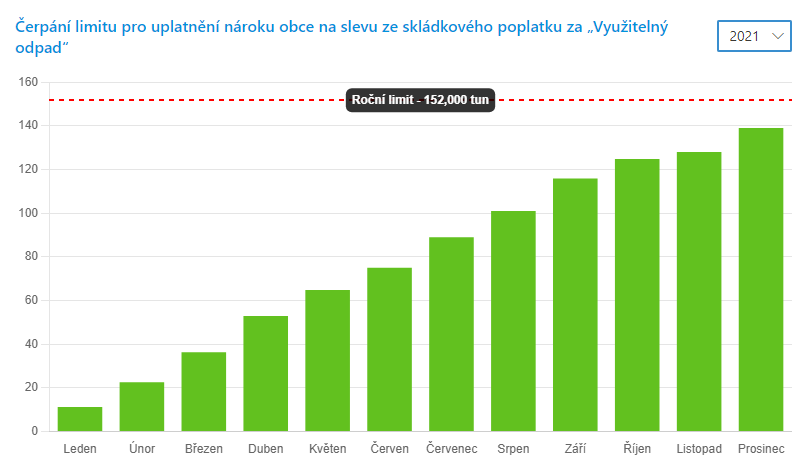 Čerpání limitu pro uplatnění nároku obce na slevu ze skládkového poplatku za „Využitelný
odpad“
2021
160
Roční limit - 152,000 tun
140
120
100
80
60
40
20
0
Leden Únor Březen Duben Květen Červen Červenec Srpen Září Říjen Listopad Prosinec